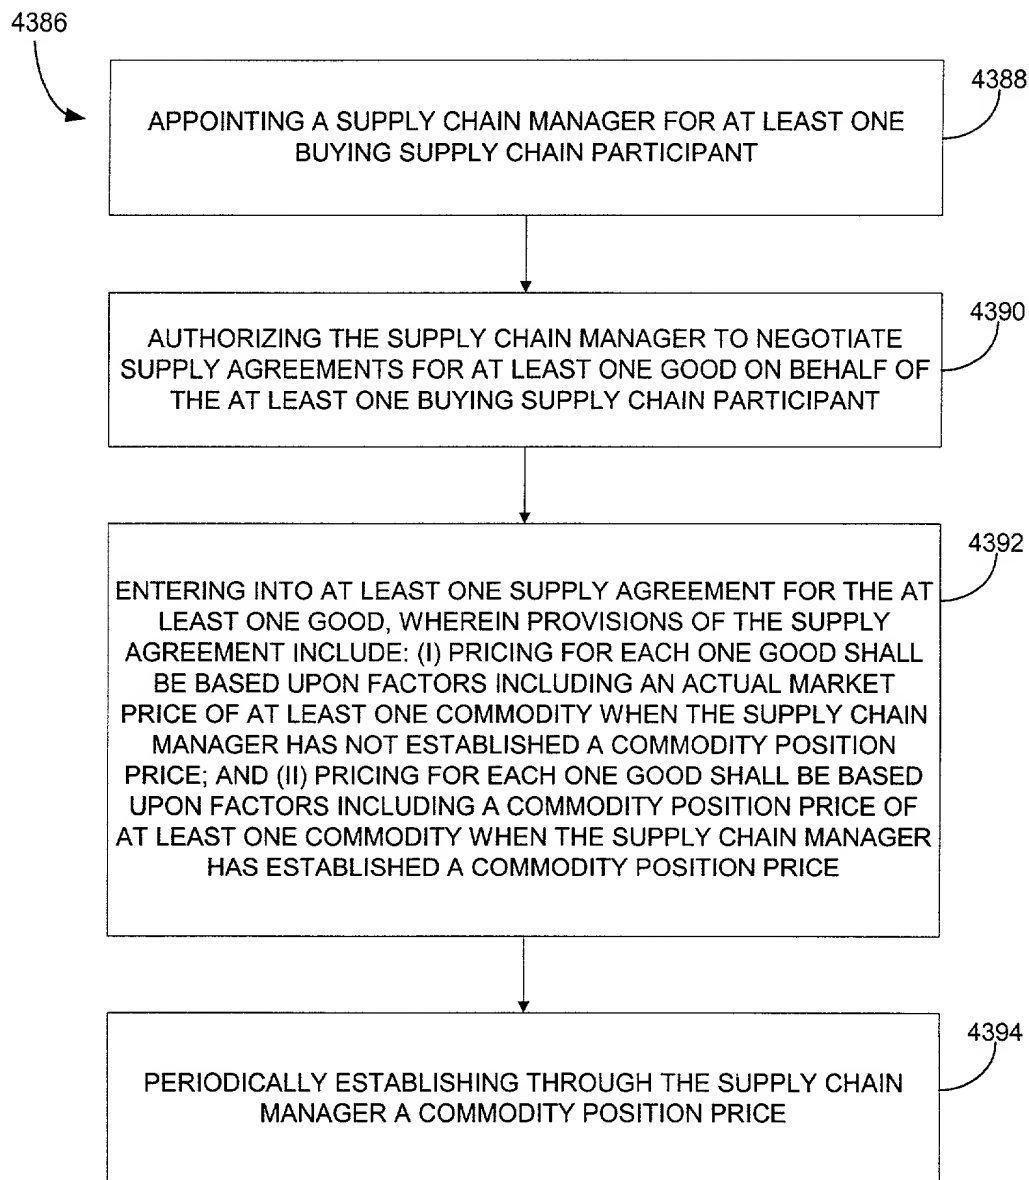 4386
4388
APPOINTING A SUPPLY CHAIN MANAGER FOR AT LEAST ONE
BUYING SUPPLY CHAIN PARTICIPANT
4390
AUTHORIZING THE SUPPLY CHAIN MANAGER TO NEGOTIATE
SUPPLY AGREEMENTS FOR AT LEAST ONE GOOD ON BEHALF OF
THE AT LEAST ONE BUYING SUPPLY CHAIN PARTICIPANT
4392
ENTERING INTO AT LEAST ONE SUPPLY AGREEMENT FOR THE AT
LEAST ONE GOOD, WHEREIN PROVISIONS OF THE SUPPLY
AGREEMENT INCLUDE: (I) PRICING FOR EACH ONE GOOD SHALL
BE BASED UPON FACTORS INCLUDING AN ACTUAL MARKET
PRICE OF AT LEAST ONE COMMODITY WHEN THE SUPPLY CHAIN
MANAGER HAS NOT ESTABLISHED A COMMODITY POSITION
PRICE; AND (II) PRICING FOR EACH ONE GOOD SHALL BE BASED
UPON FACTORS INCLUDING A COMMODITY POSITION PRICE OF
AT LEAST ONE COMMODITY WHEN THE SUPPLY CHAIN MANAGER
HAS ESTABLISHED A COMMODITY POSITION PRICE
4394
PERIODICALLY ESTABLISHING THROUGH THE SUPPLY CHAIN
MANAGER A COMMODITY POSITION PRICE